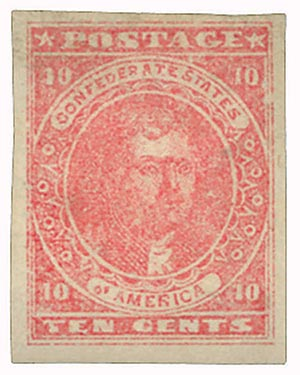 ★ POSTAGE ★
10 10
CONFEDERATE STATES
OF AMERICA
10 10
TEN CENTS